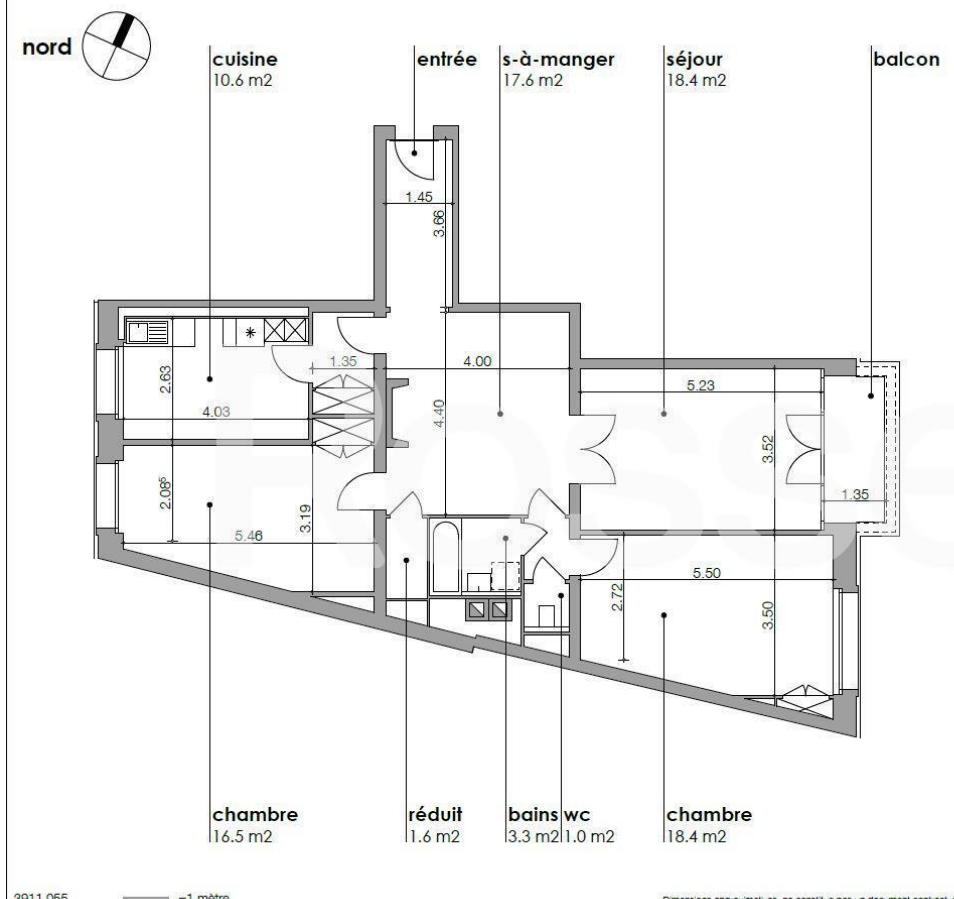 nord
cuisine
10.6 m2
entrée
s-à-manger
17.6 m2
séjour
18.4 m2
balcon
1.45
3.66
1.35
4.00
5.23
2.63
4.03
4.40
3.52
1.35
2.08⁵
3.19
5.46
5.50
2.72
3.50
chambre
16.5 m2
réduit
1.6 m2
bains
3.3 m2
wc
1.0 m2
chambre
18.4 m2
=1 mètre